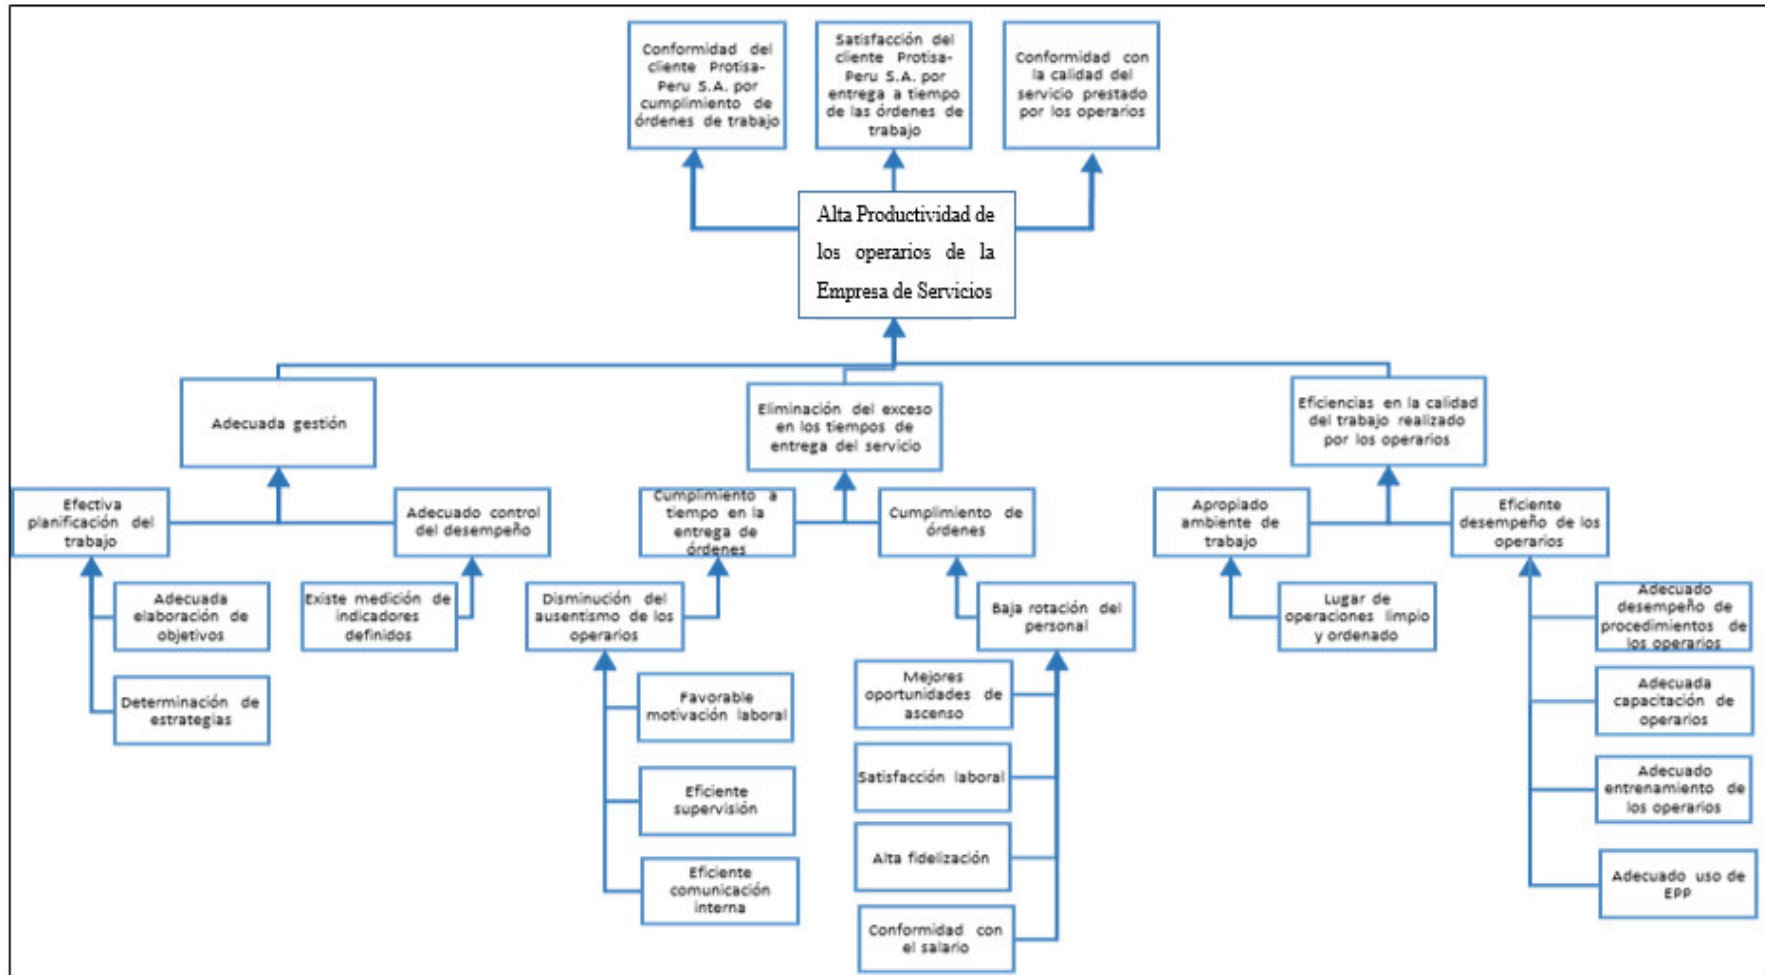 Conformidad del
cliente Protisa-
Peru S.A. por
cumplimiento de
órdenes de trabajo
Satisfacción del
cliente Protisa-
Peru S.A. por
entrega a tiempo
de las órdenes de
trabajo
Conformidad con
la calidad del
servicio prestado
por los operarios
Alta Productividad de
los operarios de la
Empresa de Servicios
Adecuada gestión
Eliminación del exceso
en los tiempos de
entrega del servicio
Eficiencias en la calidad
del trabajo realizado
por los operarios
Efectiva
planificación del
trabajo
Adecuado control
del desempeño
Cumplimiento a
tiempo en la
entrega de
órdenes
Cumplimiento de
órdenes
Apropiado
ambiente de
trabajo
Eficiente
desempeño de los
operarios
Adecuada
elaboración de
objetivos
Existe medición de
indicadores
definidos
Disminución del
ausentismo de los
operarios
Baja rotación del
personal
Lugar de
operaciones limpio
y ordenado
Adecuado
desempeño de
procedimientos de
los operarios
Determinación de
estrategias
Favorable
motivación laboral
Mejores
oportunidades de
ascenso
Adecuada
capacitación de
operarios
Eficiente
supervisión
Satisfacción laboral
Adecuado
entrenamiento de
los operarios
Eficiente
comunicación
interna
Alta fidelización
Adecuado uso de
EPP
Conformidad con
el salario